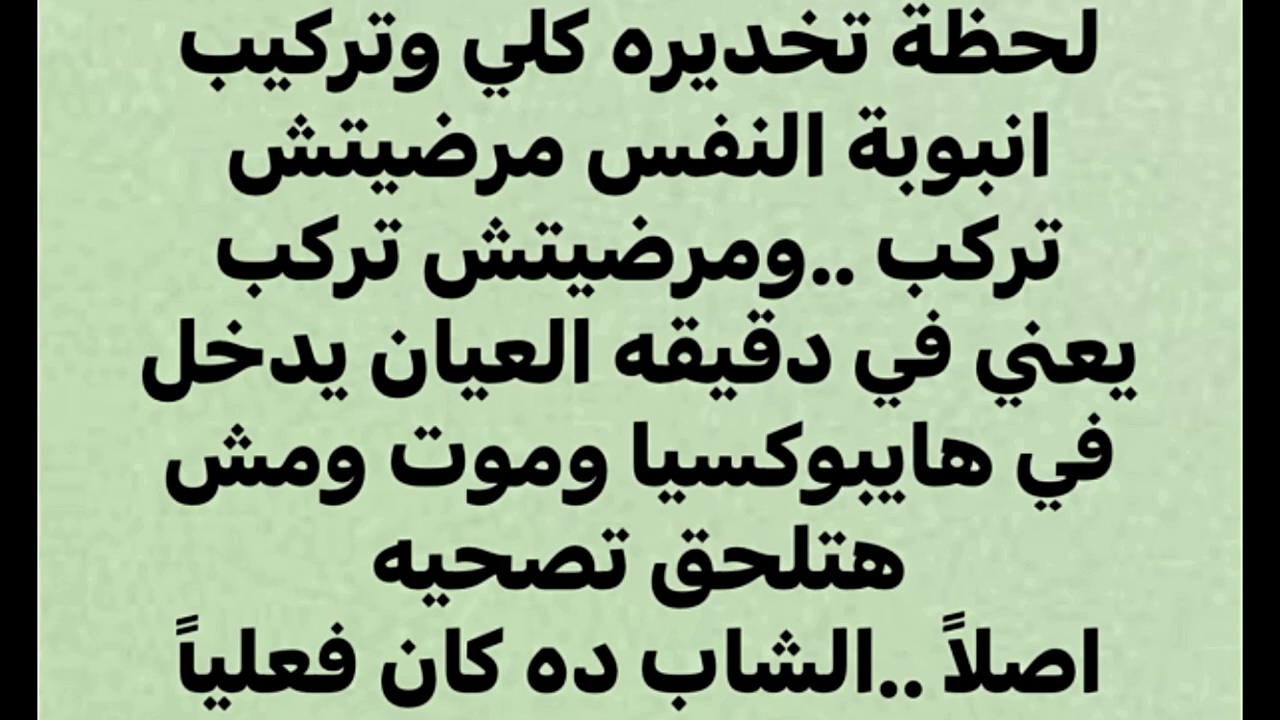 لحظة تخديره كلي وتركيب
انبوبة النفس مرضيتش
تركب ..ومرضيتش تركب
يعني في دقيقه العيان يدخل
في هايبوكسيا وموت ومش
هتلحق تصحيه
اصلاً ..الشاب ده كان فعلياً